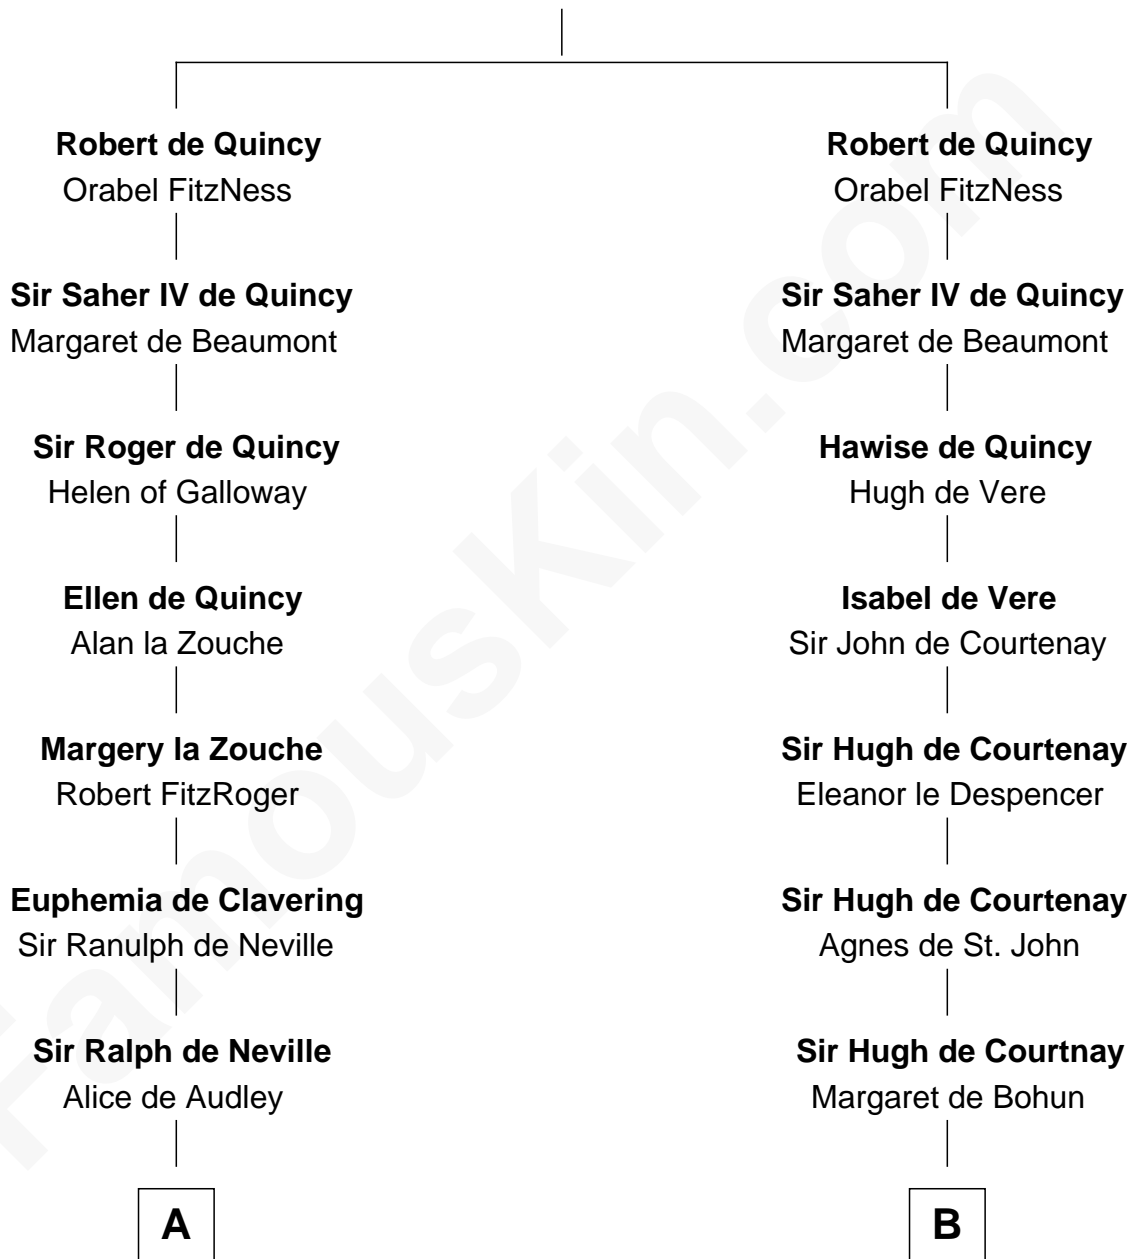 Robert de Quincy
Orabel FitzNess
Sir Saher IV de Quincy
Margaret de Beaumont
Sir Roger de Quincy
Helen of Galloway
Ellen de Quincy
Alan la Zouche
Margery la Zouche
Robert FitzRoger
Euphemia de Clavering
Sir Ranulph de Neville
Sir Ralph de Neville
Alice de Audley
A
Robert de Quincy
Orabel FitzNess
Sir Saher IV de Quincy
Margaret de Beaumont
Hawise de Quincy
Hugh de Vere
Isabel de Vere
Sir John de Courtenay
Sir Hugh de Courtenay
Eleanor le Despencer
Sir Hugh de Courtenay
Agnes de St. John
Sir Hugh de Courtnay
Margaret de Bohun
B
FamousKin.com